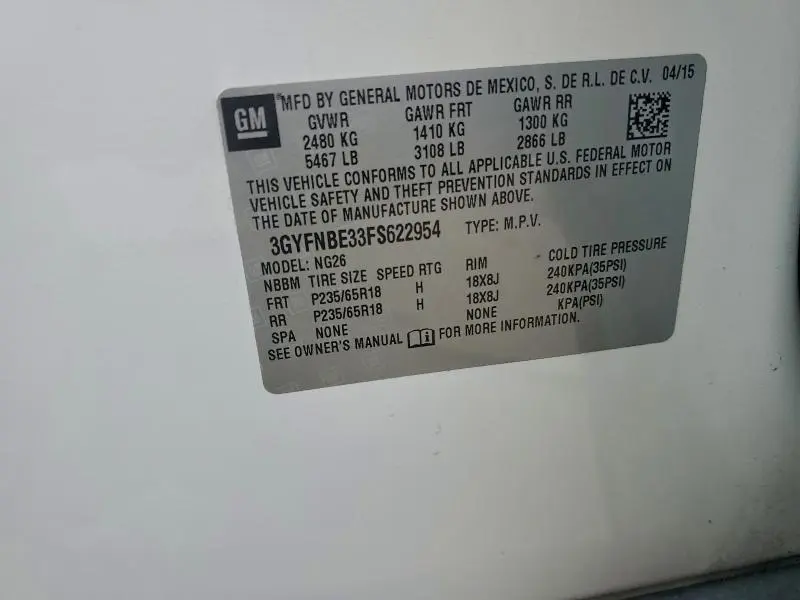 GM
MFD BY GENERAL MOTORS DE MEXICO, S. DE R.L. DE C.V. 04/15
GVWR GAWR FRT GAWR RR
2480 KG 1410 KG 1300 KG
5467 LB 3108 LB 2866 LB
THIS VEHICLE CONFORMS TO ALL APPLICABLE U.S. FEDERAL MOTOR
VEHICLE SAFETY AND THEFT PREVENTION STANDARDS IN EFFECT ON
THE DATE OF MANUFACTURE SHOWN ABOVE.
3GYFNBE33FS622954 TYPE: M.P.V.
MODEL: NG26
NBBM TIRE SIZE SPEED RTG RIM COLD TIRE PRESSURE
FRT P235/65R18 H 18X8J 240KPA(35PSI)
RR P235/65R18 H 18X8J 240KPA(35PSI)
SPA NONE NONE KPA(PSI)
SEE OWNER'S MANUAL FOR MORE INFORMATION.